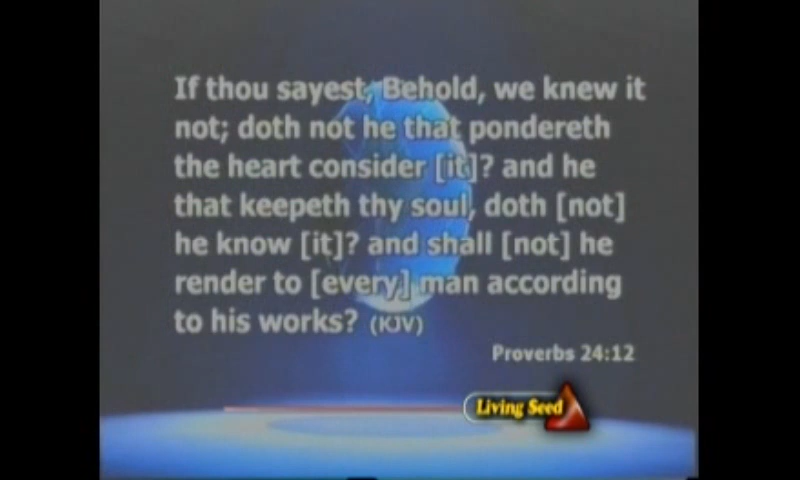 If thou sayest, Behold, we knew it
not; doth not he that pondereth
the heart consider [it]? and he
that keepeth thy soul, doth [not]
he know [it]? and shall [not] he
render to [every] man according
to his works? (KJV)
Proverbs 24:12
Living Seed